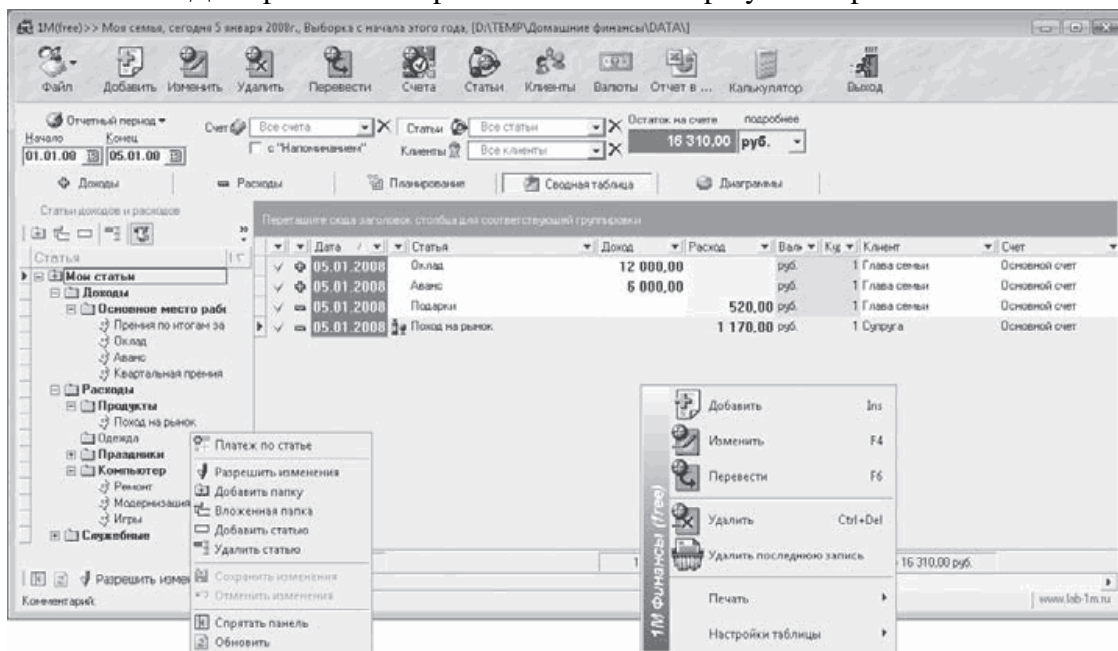 1M(free)>> Моя семья, сегодня 5 января 2008г., Выборка с начала этого года, [D:\TEMP\Домашние финансы\DATA\]
Файл Добавить Изменить Удалить Перевести Счета Статьи Клиенты Валюты Отчет в ... Калькулятор Выход
Отчетный период
Начало Конец
01.01.08 05.01.08
Счет Все счета
с "Напоминанием"
Статьи Все статьи
Клиенты Все клиенты
Остаток на счете подробнее
16 310,00 руб.
Доходы Расходы Планирование Сводная таблица Диаграммы
Статьи доходов и расходов
Статья
Мои статьи
Доходы
Основное место рабо
Премия по итогам за
Оклад
Аванс
Квартальная премия
Расходы
Продукты
Поход на рынок
Одежда
Праздники
Компьютер
Ремонт
Модернизация
Игры
Служебные
Перетащите сюда заголовок столбца для соответствующей группировки
Дата Статья Доход Расход Валн Кур Клиент Счет
05.01.2008 Оклад 12 000,00 руб. 1 Глава семьи Основной счет
05.01.2008 Аванс 6 000,00 руб. 1 Глава семьи Основной счет
05.01.2008 Подарки 520,00 руб. 1 Глава семьи Основной счет
05.01.2008 Поход на рынок 1 170,00 руб. 1 Супруга Основной счет
Платеж по статье
Разрешить изменения
Добавить папку
Вложенная папка
Добавить статью
Удалить статью
Сохранить изменения
Отменить изменения
Спрятать панель
Обновить
1М Финансы (free)
Добавить Ins
Изменить F4
Перевести F6
Удалить Ctrl+Del
Удалить последнюю запись
Печать
Настройки таблицы
16 310,00 руб.
Разрешить измен
Комментарий:
www.lab-1m.ru